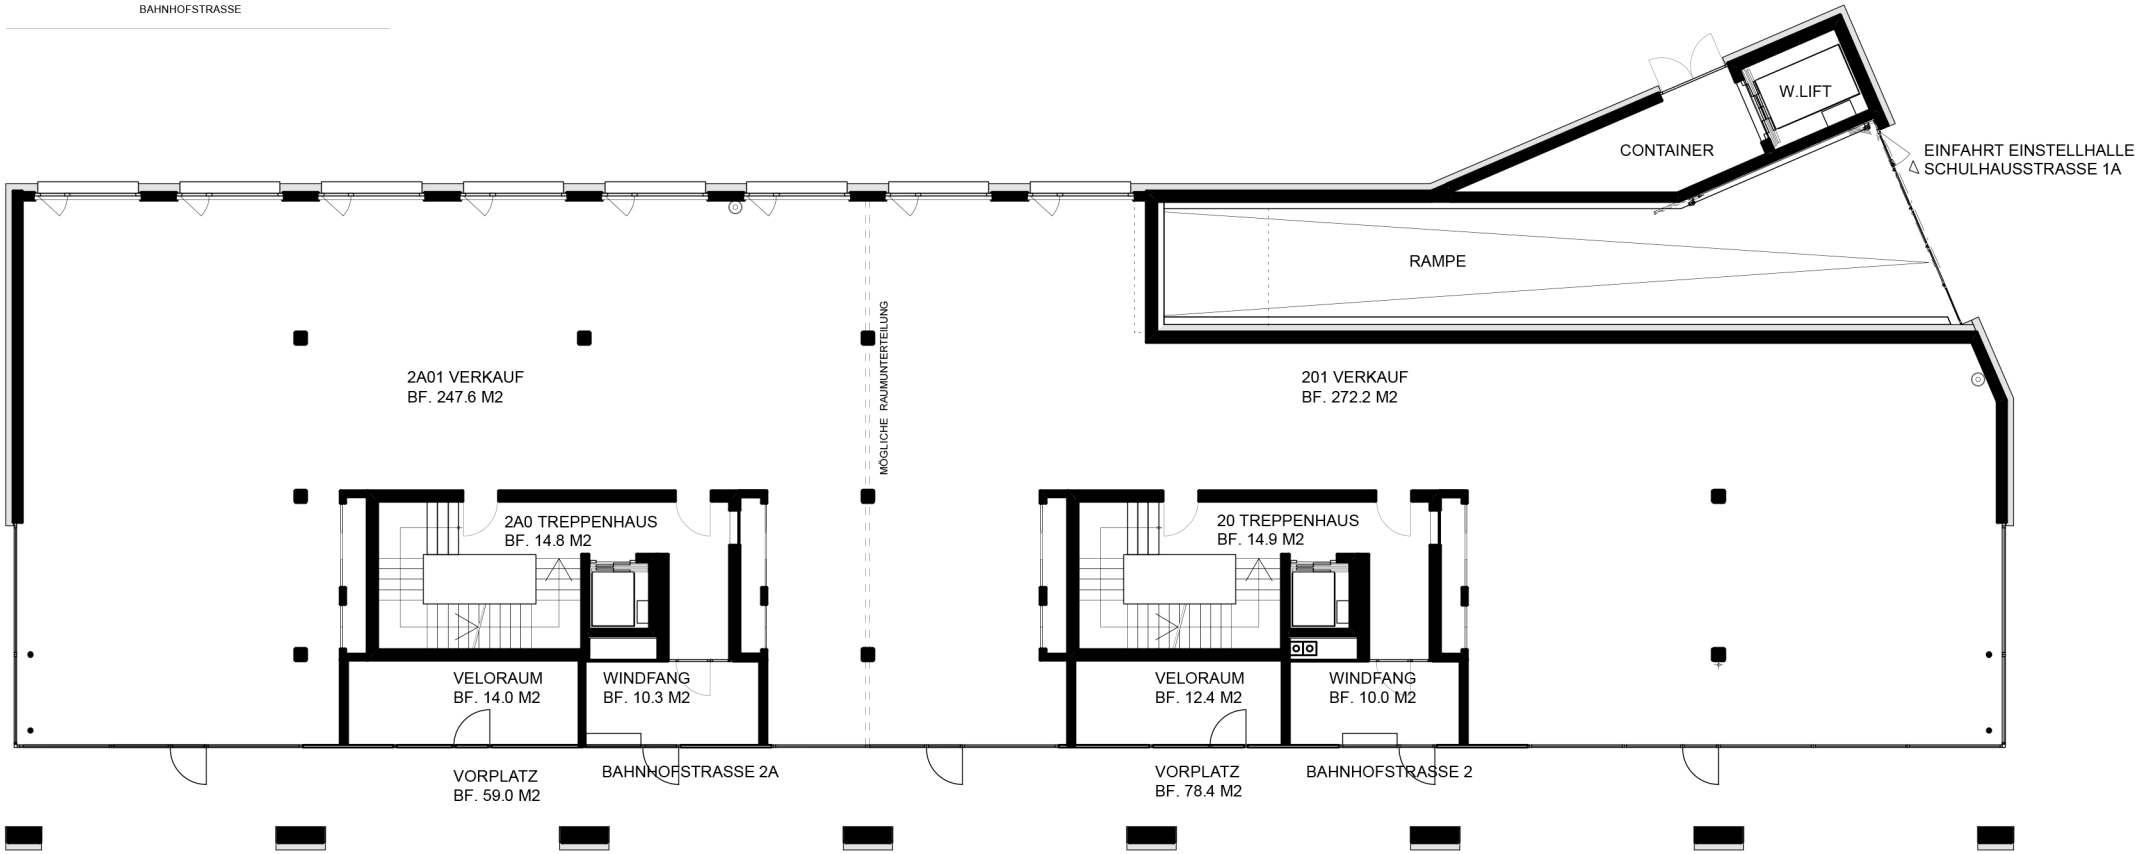 BAHNHOFSTRASSE
W.LIFT
CONTAINER
EINFAHRT EINSTELLHALLE
SCHULHAUSSTRASSE 1A
RAMPE
MÖGLICHE RAUMUNTERTEILUNG
2A01 VERKAUF
BF. 247.6 M2
201 VERKAUF
BF. 272.2 M2
2A0 TREPPENHAUS
BF. 14.8 M2
20 TREPPENHAUS
BF. 14.9 M2
VELORAUM
BF. 14.0 M2
WINDFANG
BF. 10.3 M2
VELORAUM
BF. 12.4 M2
WINDFANG
BF. 10.0 M2
VORPLATZ
BF. 59.0 M2
BAHNHOFSTRASSE 2A
VORPLATZ
BF. 78.4 M2
BAHNHOFSTRASSE 2